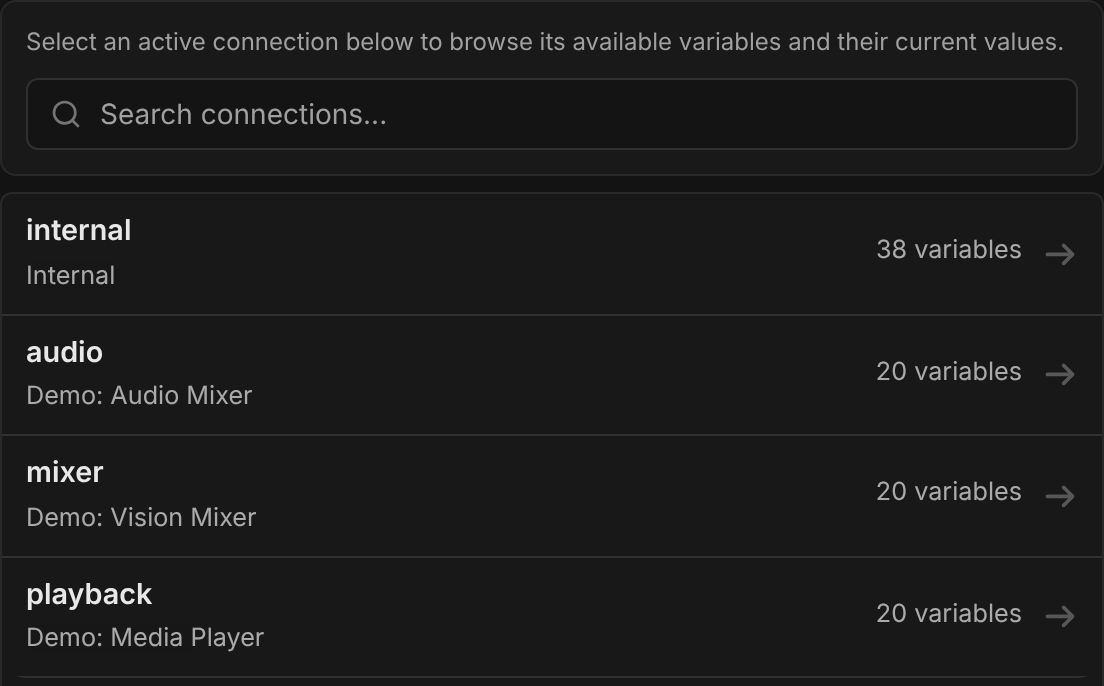 Select an active connection below to browse its available variables and their current values.
Search connections...
internal
38 variables
Internal
audio
20 variables
Demo: Audio Mixer
mixer
20 variables
Demo: Vision Mixer
playback
20 variables
Demo: Media Player